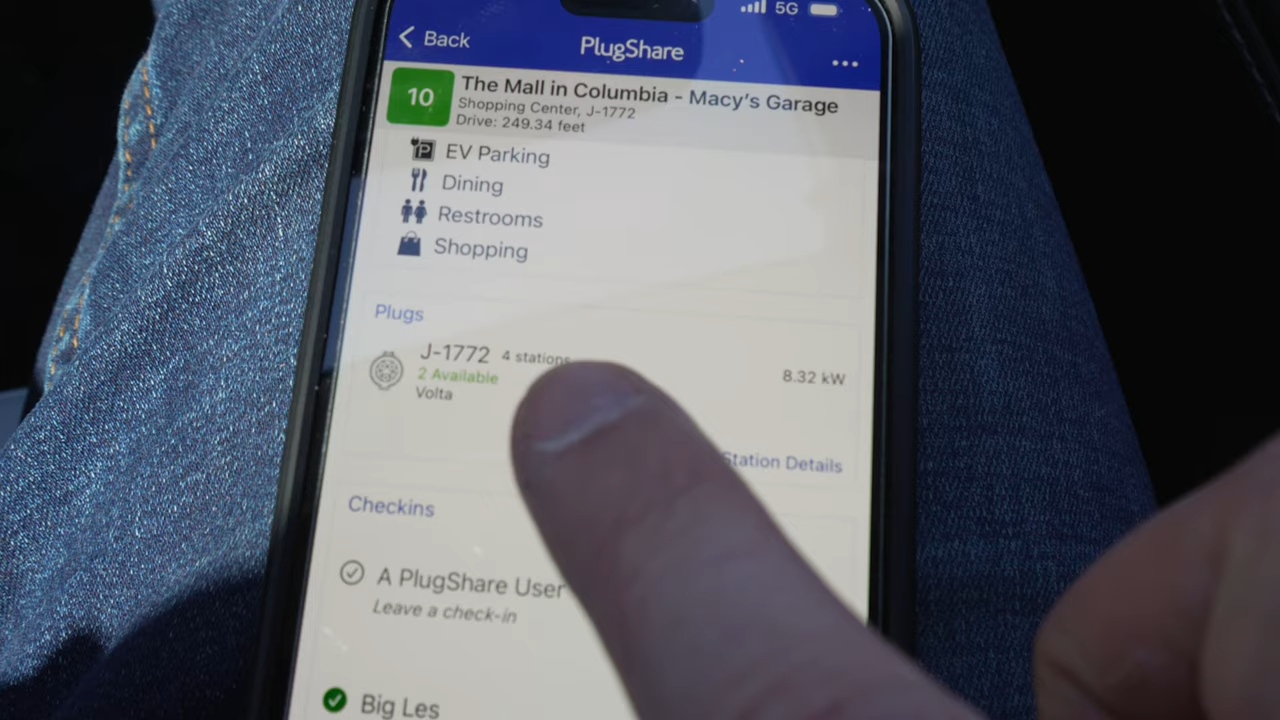 5G
Back
PlugShare
10
The Mall in Columbia - Macy's Garage
Shopping Center, J-1772
Drive: 249.34 feet
EV Parking
Dining
Restrooms
Shopping
Plugs
J-1772 4 stations
2 Available
Volta
8.32 kW
Station Details
Checkins
A PlugShare User
Leave a check-in
Big Les